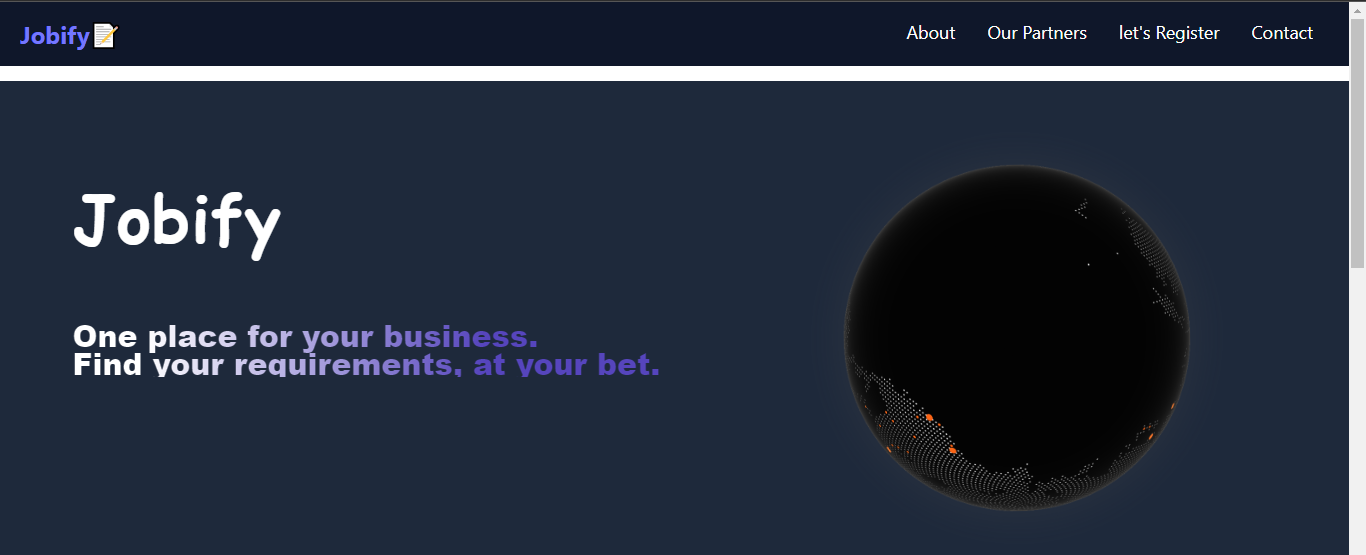 Jobify📝
About
Our Partners
let's Register
Contact
Jobify
One place for your business.
Find your requirements, at your bet.